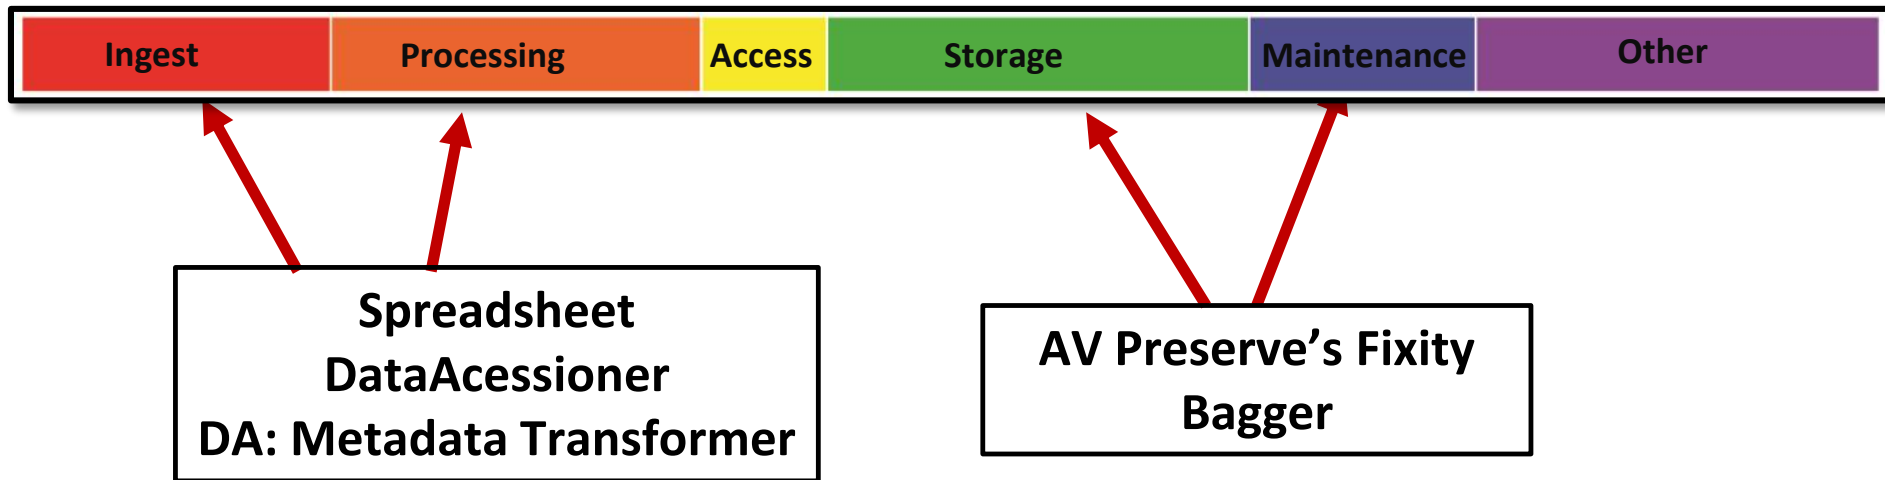 Ingest Processing Access Storage Maintenance Other
Spreadsheet
DataAcessioner
DA: Metadata Transformer
AV Preserve’s Fixity
Bagger